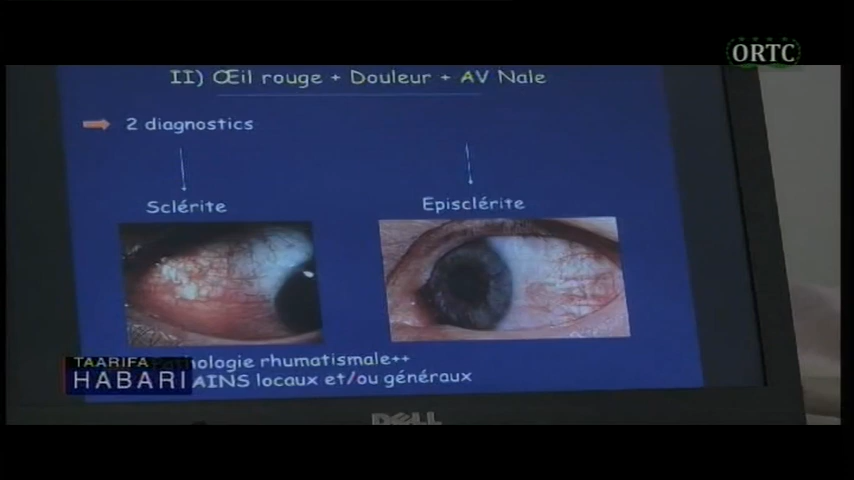 ORTC
II) Œil rouge + Douleur + AV Nale
2 diagnostics
Sclérite
Episclérite
rhumatismale++
AINS locaux et/ou généraux
TAARIFA
HABARI
DELL